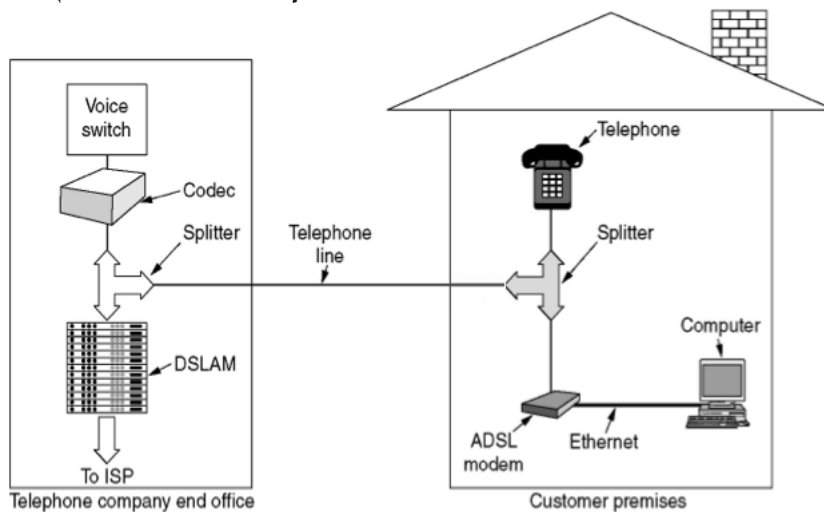 Voice
switch
Codec
Splitter
DSLAM
To ISP
Telephone company end office
Telephone
line
Telephone
Splitter
Computer
ADSL
modem
Ethernet
Customer premises